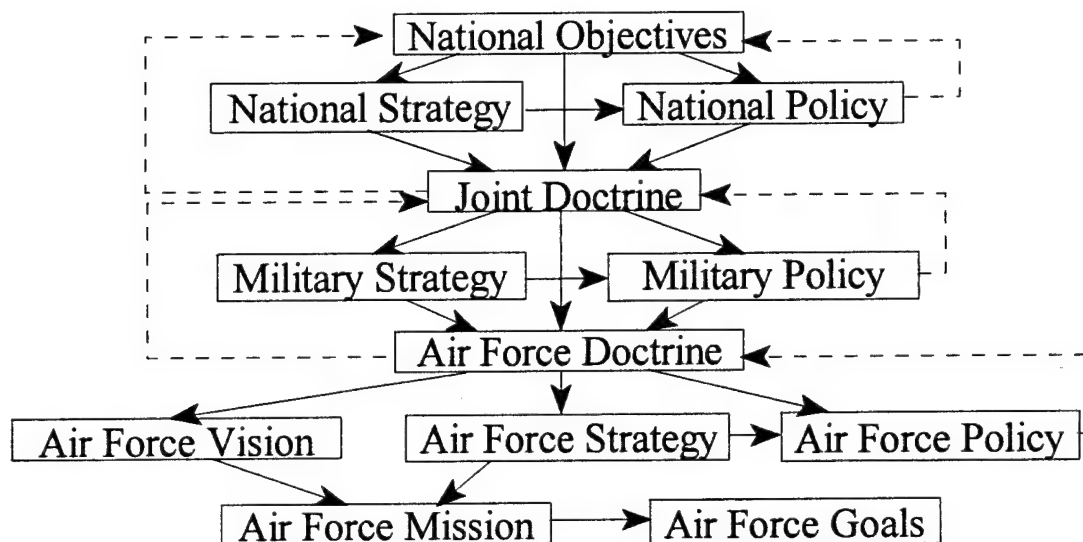 National Objectives
National Strategy
National Policy
Joint Doctrine
Military Strategy
Military Policy
Air Force Doctrine
Air Force Vision
Air Force Strategy
Air Force Policy
Air Force Mission
Air Force Goals